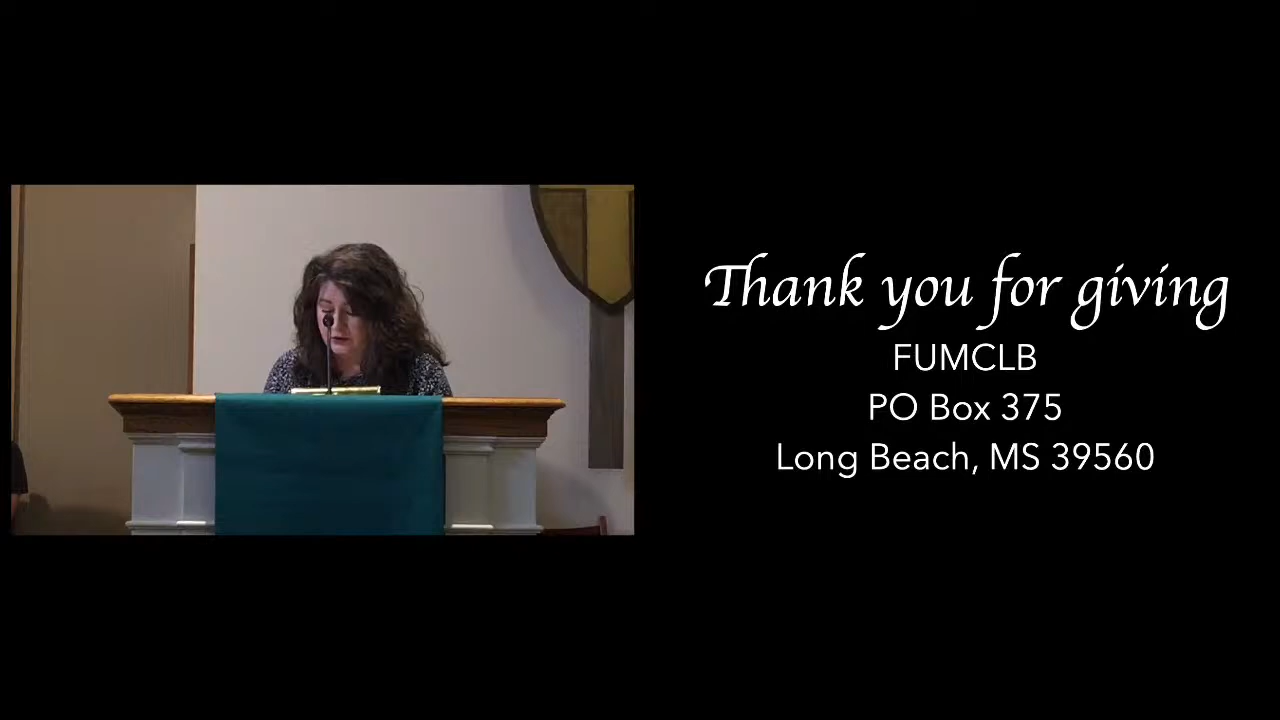 Thank you for giving
FUMCLB
PO Box 375
Long Beach, MS 39560